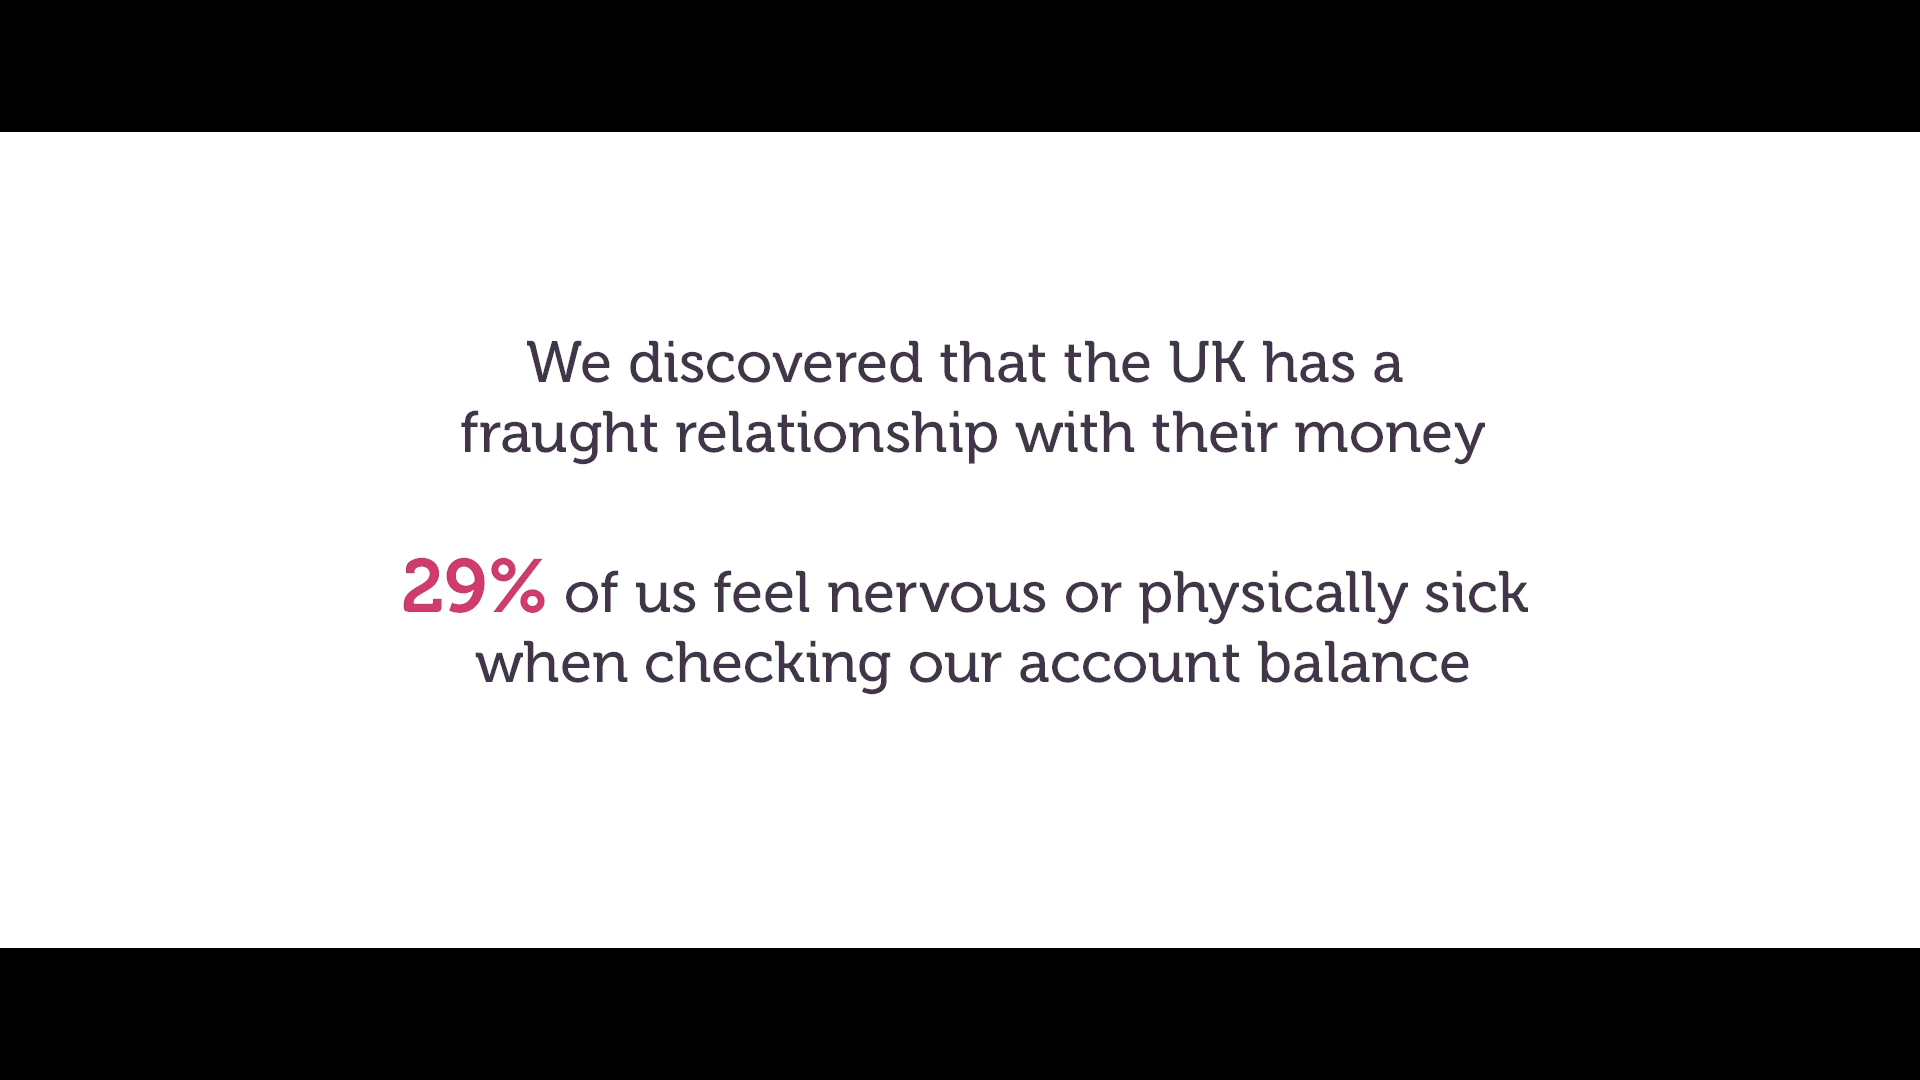 We discovered that the UK has a
fraught relationship with their money
29% of us feel nervous or physically sick
when checking our account balance